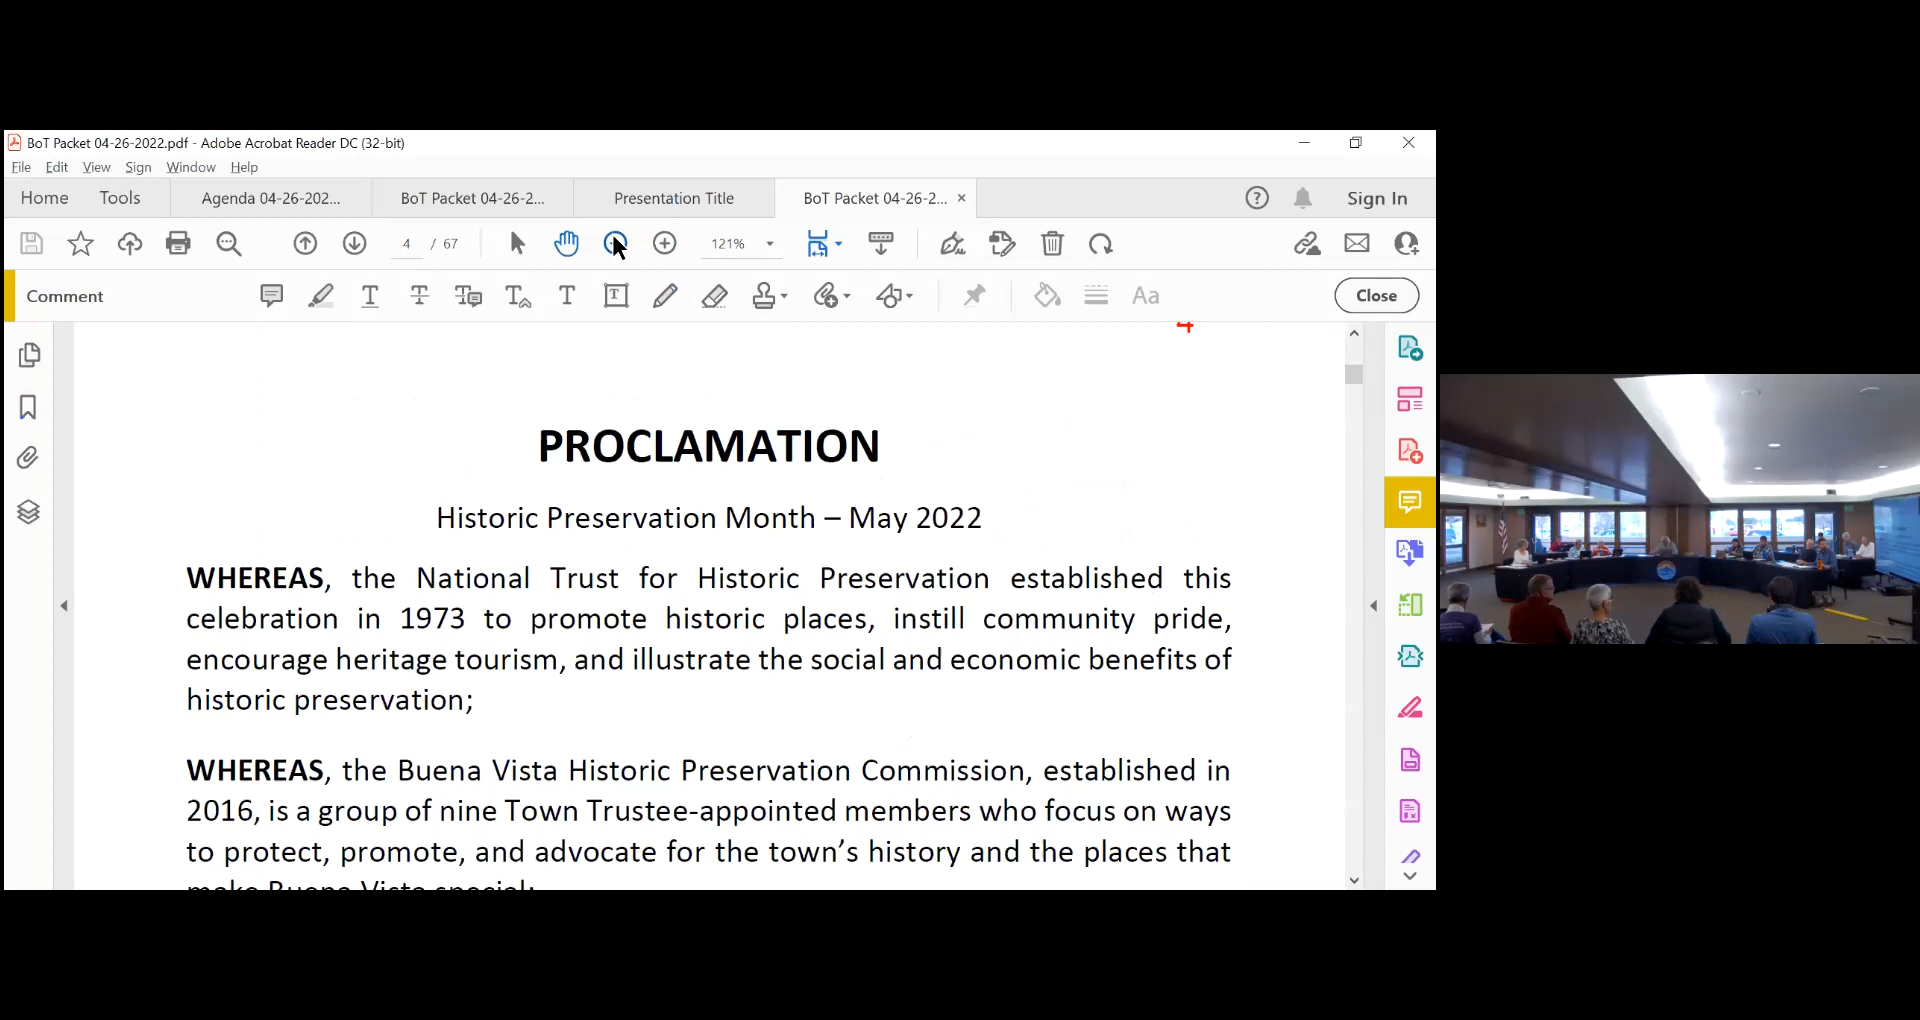 BoT Packet 04-26-2022.pdf - Adobe Acrobat Reader DC (32-bit)
File Edit View Sign Window Help
Home Tools Agenda 04-26-202... BoT Packet 04-26-2... Presentation Title BoT Packet 04-26-2... Sign In
4 / 67 121%
Comment Aa Close
4
PROCLAMATION
Historic Preservation Month – May 2022
WHEREAS, the National Trust for Historic Preservation established this
celebration in 1973 to promote historic places, instill community pride,
encourage heritage tourism, and illustrate the social and economic benefits of
historic preservation;
WHEREAS, the Buena Vista Historic Preservation Commission, established in
2016, is a group of nine Town Trustee-appointed members who focus on ways
to protect, promote, and advocate for the town's history and the places that
make Buena Vista special;